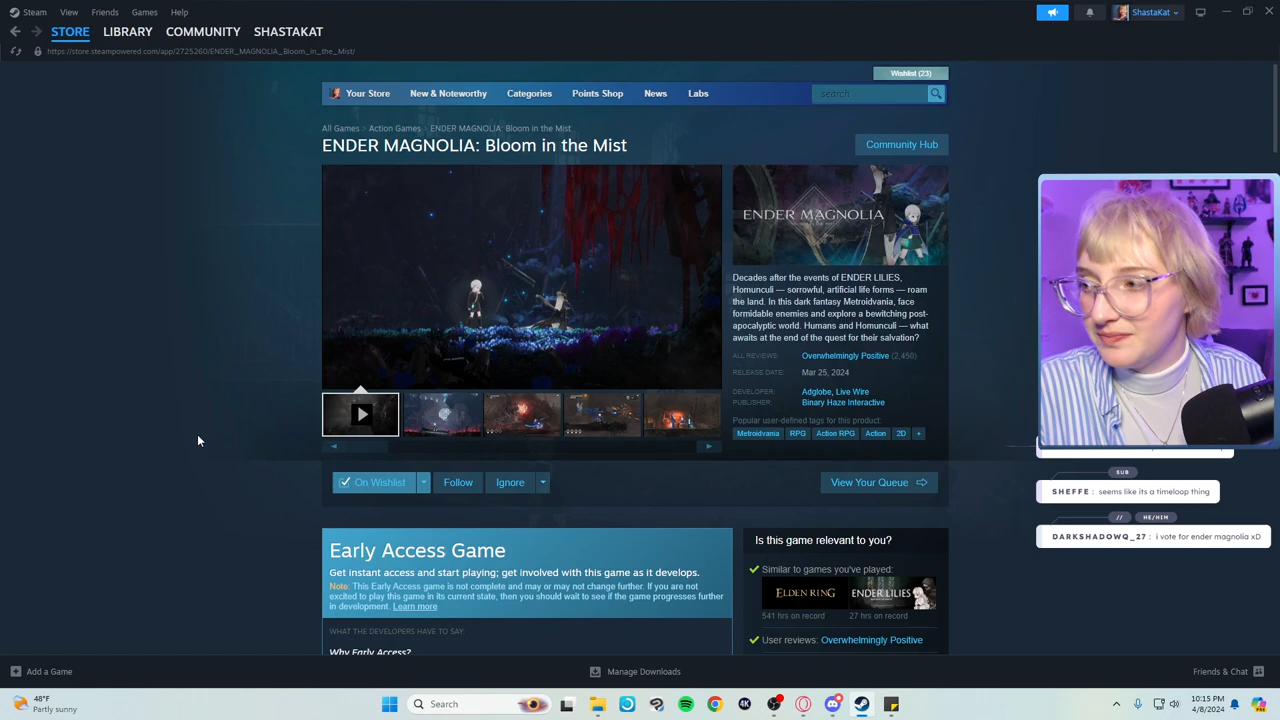 Steam View Friends Games Help
ShastaKat
STORE LIBRARY COMMUNITY SHASTAKAT
https://store.steampowered.com/app/2725260/ENDER_MAGNOLIA_Bloom_in_the_Mist/
Wishlist (23)
Your Store New & Noteworthy Categories Points Shop News Labs search
All Games > Action Games > ENDER MAGNOLIA: Bloom in the Mist
ENDER MAGNOLIA: Bloom in the Mist
Community Hub
ENDER MAGNOLIA
Decades after the events of ENDER LILIES,
Homunculi — sorrowful, artificial life forms — roam
the land. In this dark fantasy Metroidvania, face
formidable enemies and explore a bewitching post-
apocalyptic world. Humans and Homunculi — what
awaits at the end of the quest for their salvation?
ALL REVIEWS: Overwhelmingly Positive (2,450)
RELEASE DATE: Mar 25, 2024
DEVELOPER: Adglobe, Live Wire
PUBLISHER: Binary Haze Interactive
Popular user-defined tags for this product:
Metroidvania RPG Action RPG Action 2D +
On Wishlist Follow Ignore View Your Queue
SUB
SHEFFE : seems like its a timeloop thing
// HE/HIM
DARKSHADOWQ_27 : i vote for ender magnolia xD
Early Access Game
Get instant access and start playing; get involved with this game as it develops.
Note: This Early Access game is not complete and may or may not change further. If you are not
excited to play this game in its current state, then you should wait to see if the game progresses further
in development. Learn more
WHAT THE DEVELOPERS HAVE TO SAY:
Why Early Access?
Is this game relevant to you?
Similar to games you've played:
ELDEN RING ENDER LILIES
541 hrs on record 27 hrs on record
User reviews: Overwhelmingly Positive
Add a Game Manage Downloads Friends & Chat
48°F
Partly sunny
Search
4K
10:15 PM
4/8/2024